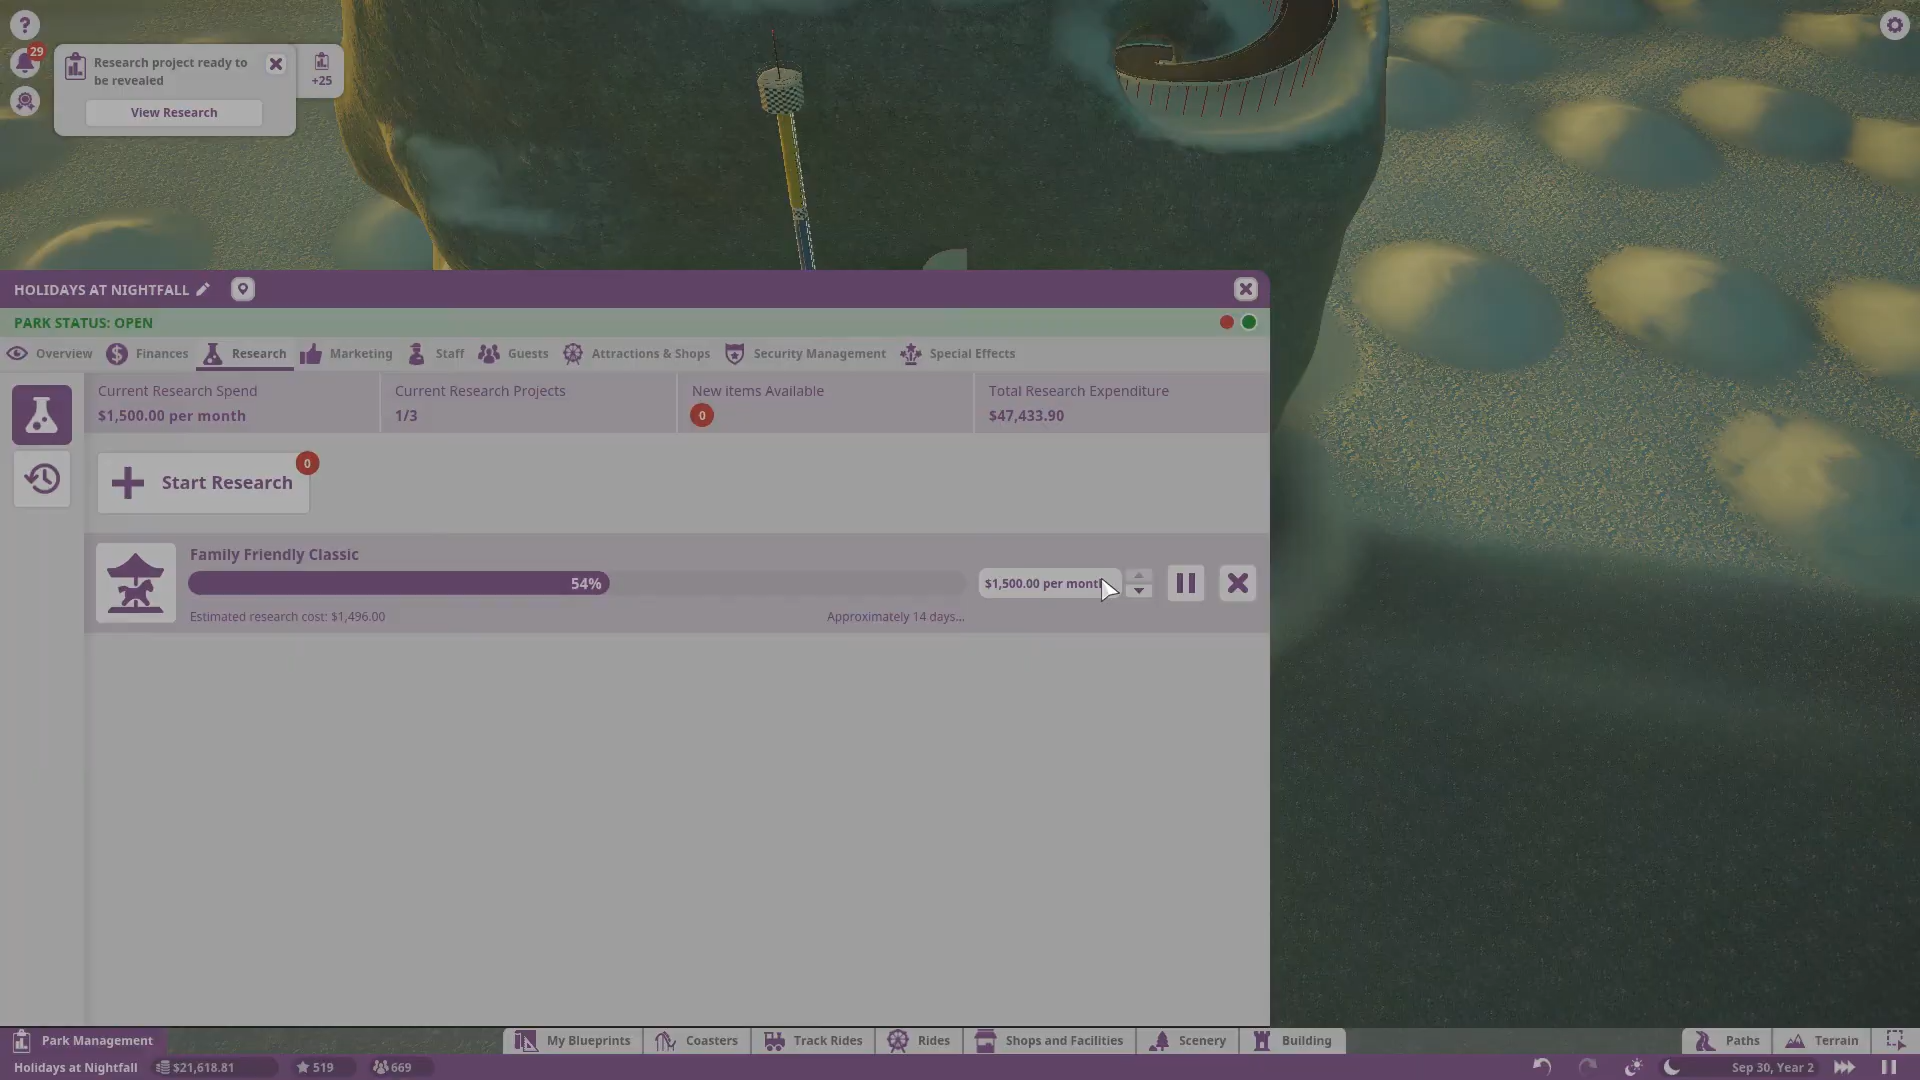 29
Research project ready to
be revealed
View Research
+25
HOLIDAYS AT NIGHTFALL
PARK STATUS: OPEN
Overview
Finances
Research
Marketing
Staff
Guests
Attractions & Shops
Security Management
Special Effects
Current Research Spend
$1,500.00 per month
Current Research Projects
1/3
New items Available
0
Total Research Expenditure
$47,433.90
Start Research
0
Family Friendly Classic
54%
$1,500.00 per month
Estimated research cost: $1,496.00
Approximately 14 days...
Park Management
My Blueprints
Coasters
Track Rides
Rides
Shops and Facilities
Scenery
Building
Paths
Terrain
Holidays at Nightfall
$21,618.81
519
669
Sep 30, Year 2